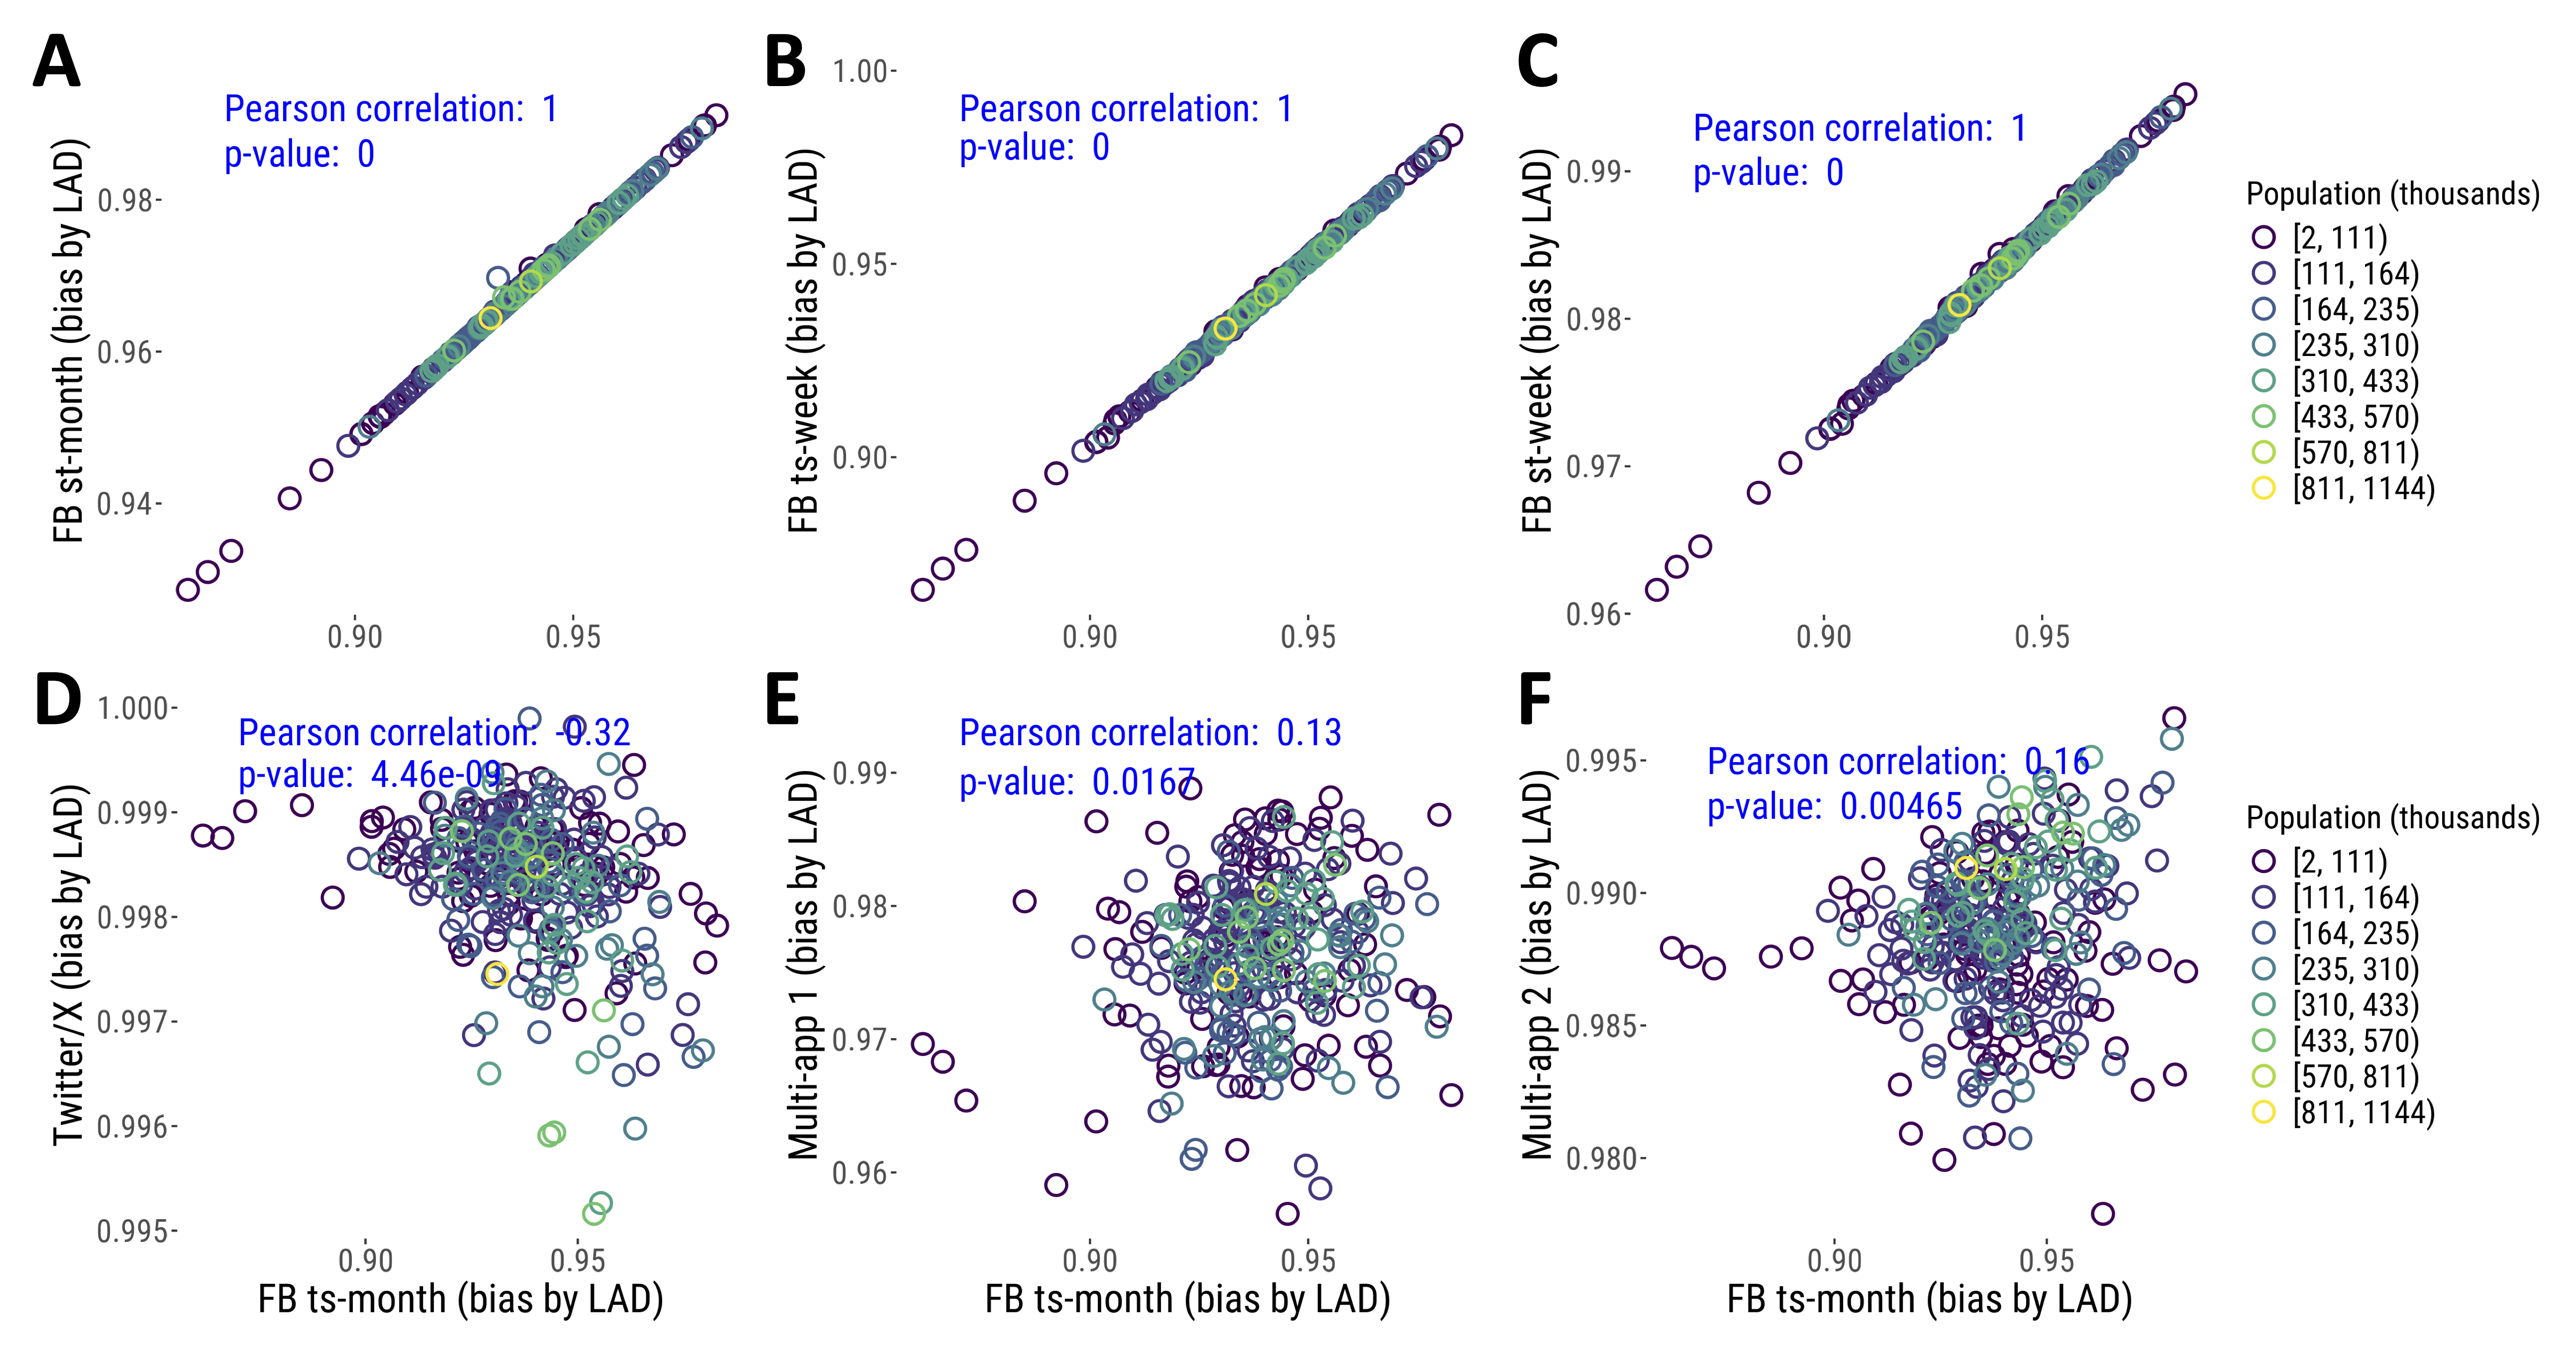 A
Pearson correlation: 1
p-value: 0
FB st-month (bias by LAD)
0.98
0.96
0.94
0.90
0.95
B
Pearson correlation: 1
p-value: 0
FB ts-week (bias by LAD)
1.00
0.95
0.90
0.90
0.95
C
Pearson correlation: 1
p-value: 0
FB st-week (bias by LAD)
0.99
0.98
0.97
0.96
0.90
0.95
Population (thousands)
[2, 111)
[111, 164)
[164, 235)
[235, 310)
[310, 433)
[433, 570)
[570, 811)
[811, 1144)
D
Pearson correlation: -0.32
p-value: 4.46e-09
Twitter/X (bias by LAD)
1.000
0.999
0.998
0.997
0.996
0.995
0.90
0.95
FB ts-month (bias by LAD)
E
Pearson correlation: 0.13
p-value: 0.0167
Multi-app 1 (bias by LAD)
0.99
0.98
0.97
0.96
0.90
0.95
FB ts-month (bias by LAD)
F
Pearson correlation: 0.16
p-value: 0.00465
Multi-app 2 (bias by LAD)
0.995
0.990
0.985
0.980
0.90
0.95
FB ts-month (bias by LAD)
Population (thousands)
[2, 111)
[111, 164)
[164, 235)
[235, 310)
[310, 433)
[433, 570)
[570, 811)
[811, 1144)